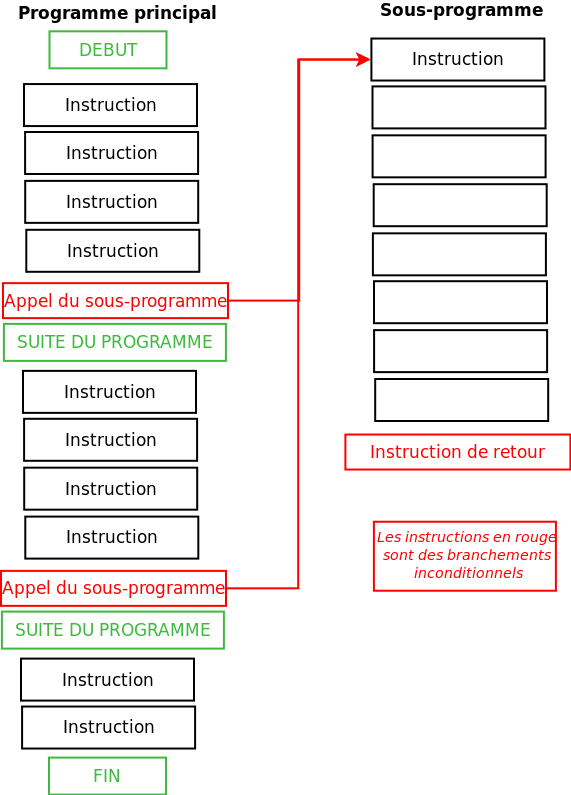 Programme principal
DEBUT
Instruction
Instruction
Instruction
Instruction
Appel du sous-programme
SUITE DU PROGRAMME
Instruction
Instruction
Instruction
Instruction
Appel du sous-programme
SUITE DU PROGRAMME
Instruction
Instruction
FIN
Sous-programme
Instruction
Instruction de retour
Les instructions en rouge
sont des branchements
inconditionnels